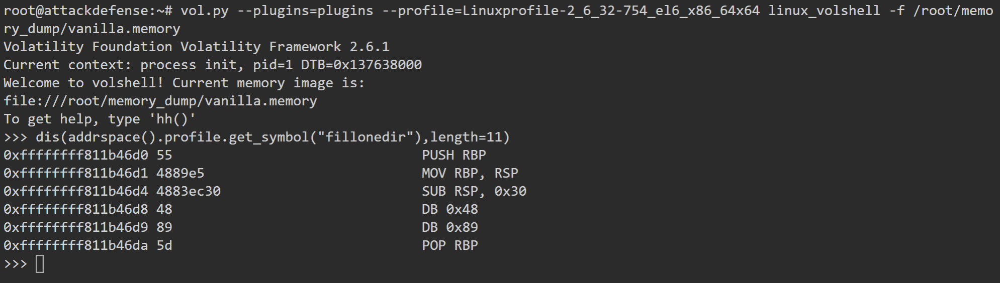 root@attackdefense:~# vol.py --plugins=plugins --profile=Linuxprofile-2_6_32-754_el6_x86_64x64 linux_volshell -f /root/memo
ry_dump/vanilla.memory
Volatility Foundation Volatility Framework 2.6.1
Current context: process init, pid=1 DTB=0x137638000
Welcome to volshell! Current memory image is:
file:///root/memory_dump/vanilla.memory
To get help, type 'hh()'
>>> dis(addrspace().profile.get_symbol("fillonedir"),length=11)
0xffffffff811b46d0 55                               PUSH RBP
0xffffffff811b46d1 4889e5                           MOV RBP, RSP
0xffffffff811b46d4 4883ec30                         SUB RSP, 0x30
0xffffffff811b46d8 48                               DB 0x48
0xffffffff811b46d9 89                               DB 0x89
0xffffffff811b46da 5d                               POP RBP
>>>